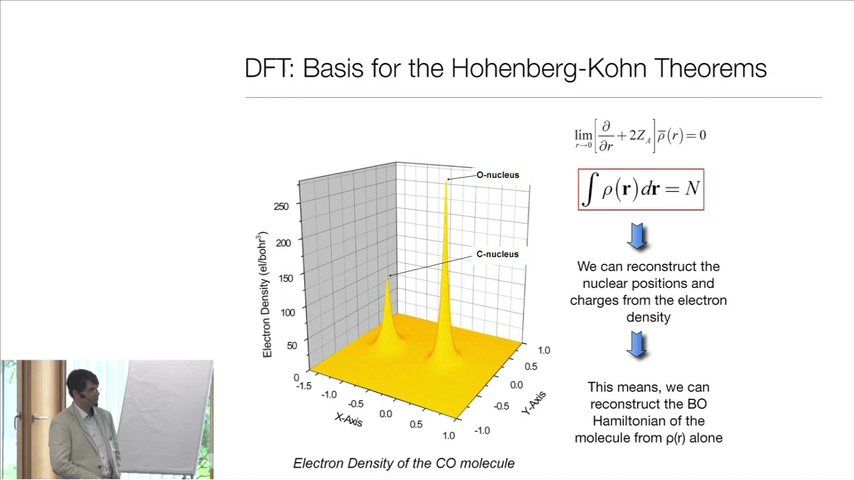 DFT: Basis for the Hohenberg-Kohn Theorems
lim r→0 [∂/∂r + 2Z_A] ρ̅(r) = 0
∫ ρ(r)dr = N
We can reconstruct the
nuclear positions and
charges from the electron
density
This means, we can
reconstruct the BO
Hamiltonian of the
molecule from ρ(r) alone
O-nucleus
C-nucleus
Electron Density (el/bohr³)
250
200
150
100
50
0
-1.5
-1.0
-0.5
0.0
0.5
1.0
X-Axis
1.0
0.5
0.0
-0.5
-1.0
Y-Axis
Electron Density of the CO molecule